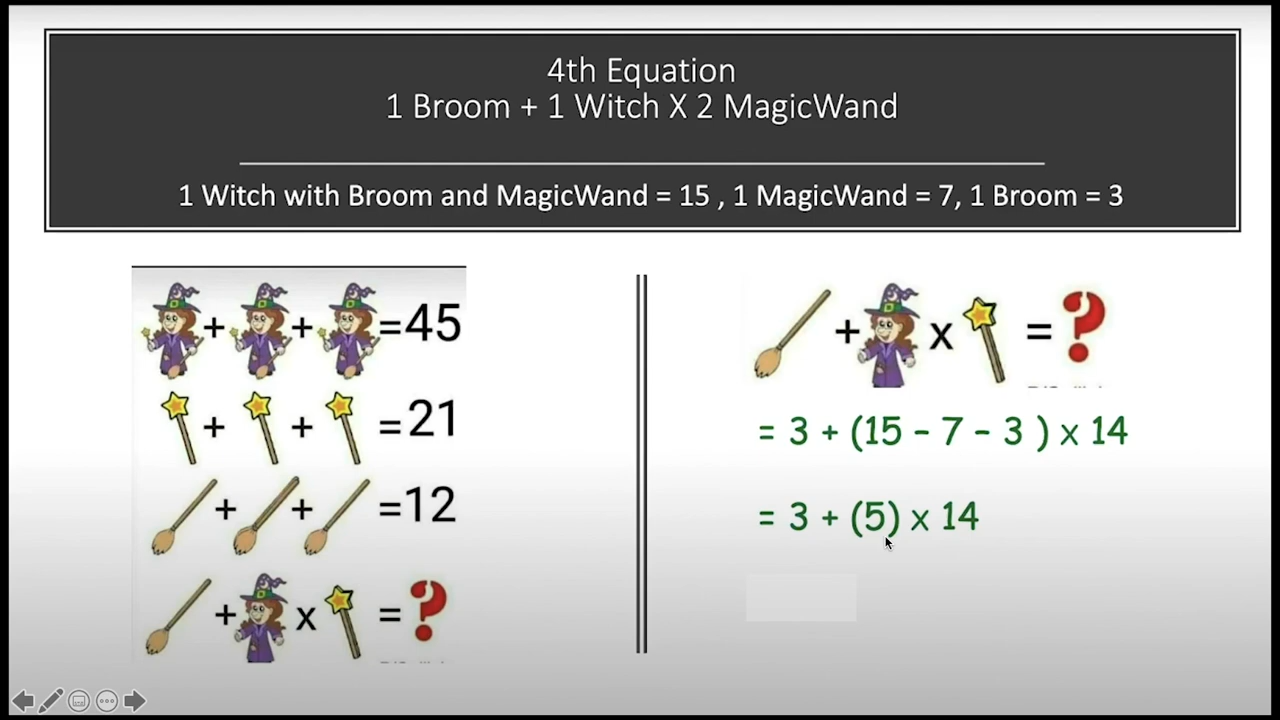 4th Equation
1 Broom + 1 Witch X 2 MagicWand
1 Witch with Broom and MagicWand = 15 , 1 MagicWand = 7, 1 Broom = 3
+ + =45
+ + =21
+ + =12
+ x = ?
+ x = ?
= 3 + (15 - 7 - 3 ) x 14
= 3 + (5) x 14